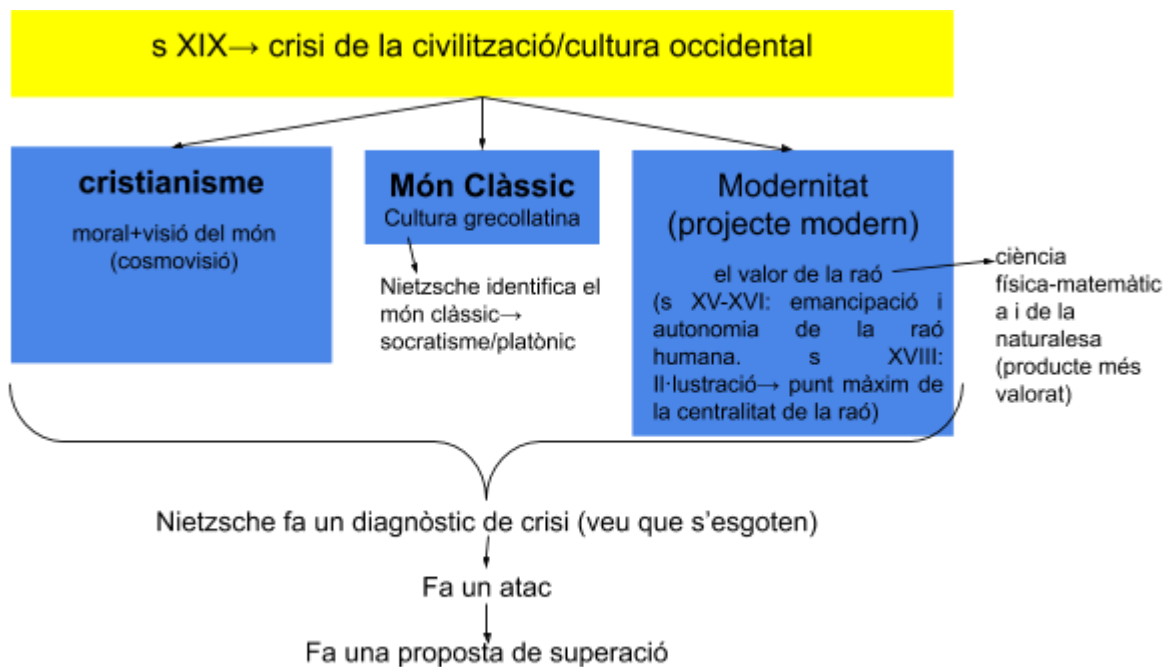 s XIX→ crisi de la civilització/cultura occidental
cristianisme
moral+visió del món
(cosmovisió)
Món Clàssic
Cultura grecollatina
Nietzsche identifica el
món clàssic→
socratisme/platònic
Modernitat
(projecte modern)
el valor de la raó
(s XV-XVI: emancipació i
autonomia de la raó
humana. s XVIII:
Il·lustració→ punt màxim de
la centralitat de la raó)
ciència
física-matemàtic
a i de la
naturalesa
(producte més
valorat)
Nietzsche fa un diagnòstic de crisi (veu que s’esgoten)
Fa un atac
Fa una proposta de superació